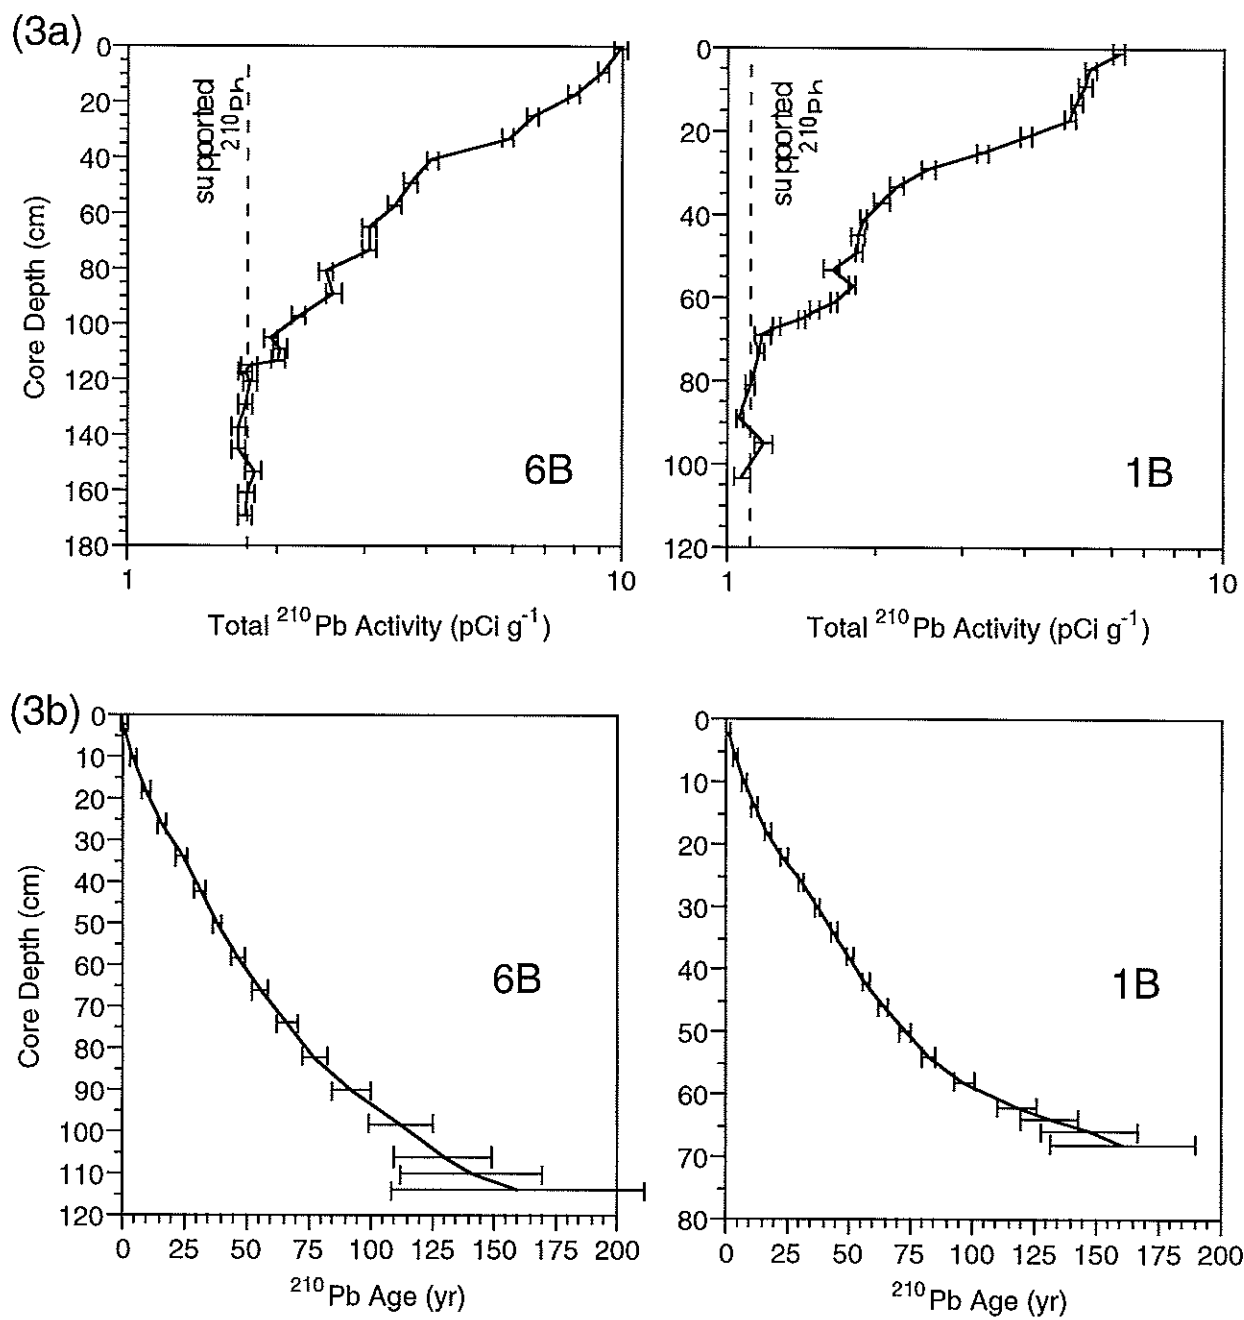 (3a)
0
20
40
60
80
100
120
140
160
180
Core Depth (cm)
supported
²¹⁰Pb
6B
1
10
Total ²¹⁰Pb Activity (pCi g⁻¹)
0
20
40
60
80
100
120
supported
²¹⁰Pb
1B
1
10
Total ²¹⁰Pb Activity (pCi g⁻¹)
(3b)
0
10
20
30
40
50
60
70
80
90
100
110
120
Core Depth (cm)
6B
0 25 50 75 100 125 150 175 200
²¹⁰Pb Age (yr)
0
10
20
30
40
50
60
70
80
1B
0 25 50 75 100 125 150 175 200
²¹⁰Pb Age (yr)